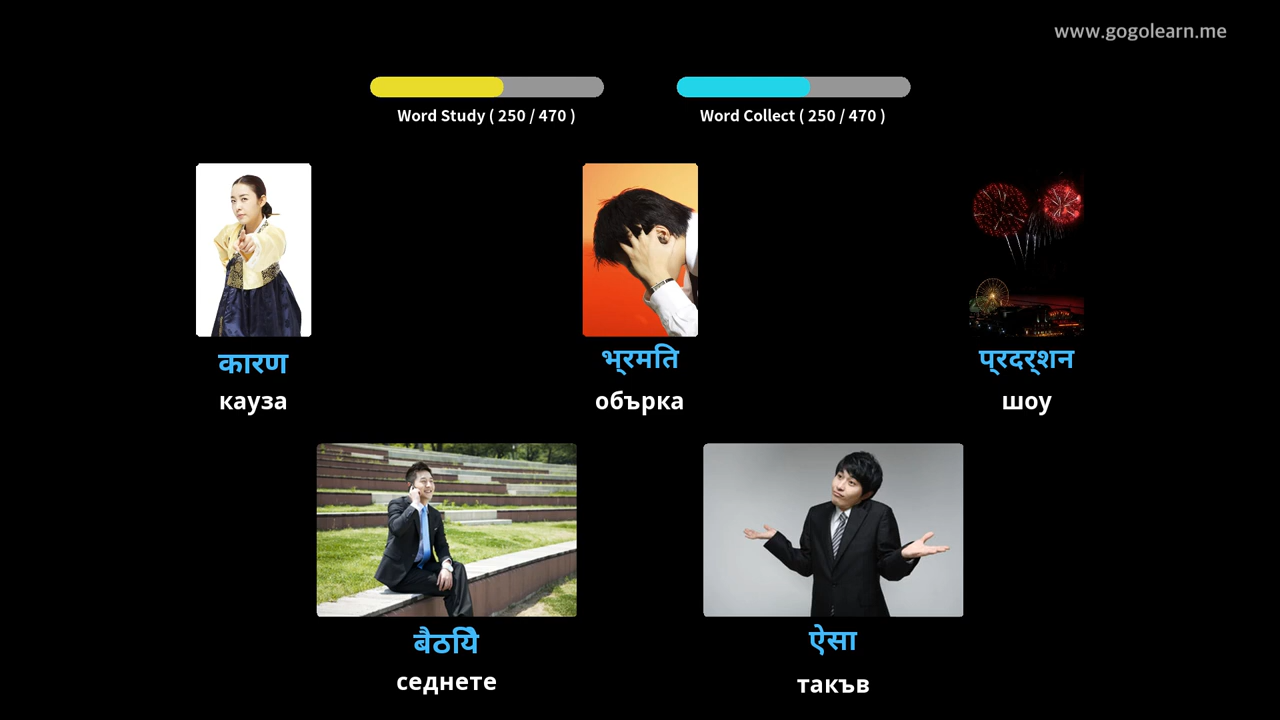 www.gogolearn.me
Word Study ( 250 / 470 )
Word Collect ( 250 / 470 )
कारण
кауза
भ्रमति
обърка
प्रदर्शन
шоу
बैठियेि
седнете
ऐसा
такъв